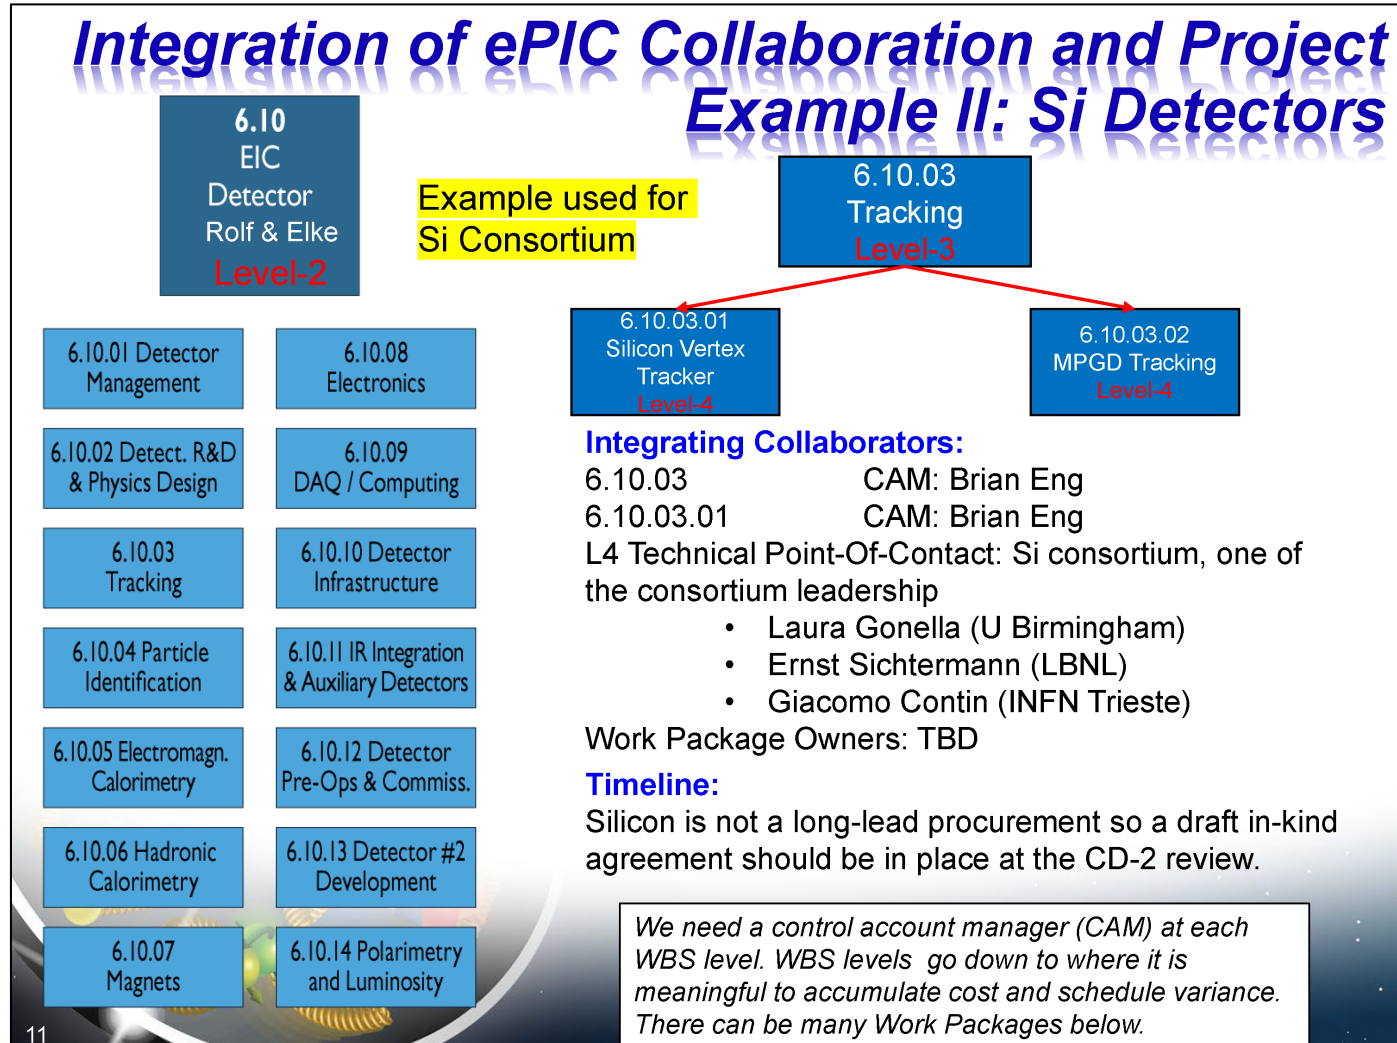 Integration of ePIC Collaboration and Project
Example II: Si Detectors
6.10
EIC
Detector
Rolf & Elke
Level-2
Example used for
Si Consortium
6.10.03
Tracking
Level-3
6.10.03.01
Silicon Vertex
Tracker
Level-4
6.10.03.02
MPGD Tracking
Level-4
6.10.01 Detector
Management
6.10.08
Electronics
6.10.02 Detect. R&D
& Physics Design
6.10.09
DAQ / Computing
6.10.03
Tracking
6.10.10 Detector
Infrastructure
6.10.04 Particle
Identification
6.10.11 IR Integration
& Auxiliary Detectors
6.10.05 Electromagn.
Calorimetry
6.10.12 Detector
Pre-Ops & Commiss.
6.10.06 Hadronic
Calorimetry
6.10.13 Detector #2
Development
6.10.07
Magnets
6.10.14 Polarimetry
and Luminosity
Integrating Collaborators:
6.10.03 CAM: Brian Eng
6.10.03.01 CAM: Brian Eng
L4 Technical Point-Of-Contact: Si consortium, one of
the consortium leadership
• Laura Gonella (U Birmingham)
• Ernst Sichtermann (LBNL)
• Giacomo Contin (INFN Trieste)
Work Package Owners: TBD
Timeline:
Silicon is not a long-lead procurement so a draft in-kind
agreement should be in place at the CD-2 review.
We need a control account manager (CAM) at each
WBS level. WBS levels go down to where it is
meaningful to accumulate cost and schedule variance.
There can be many Work Packages below.
11